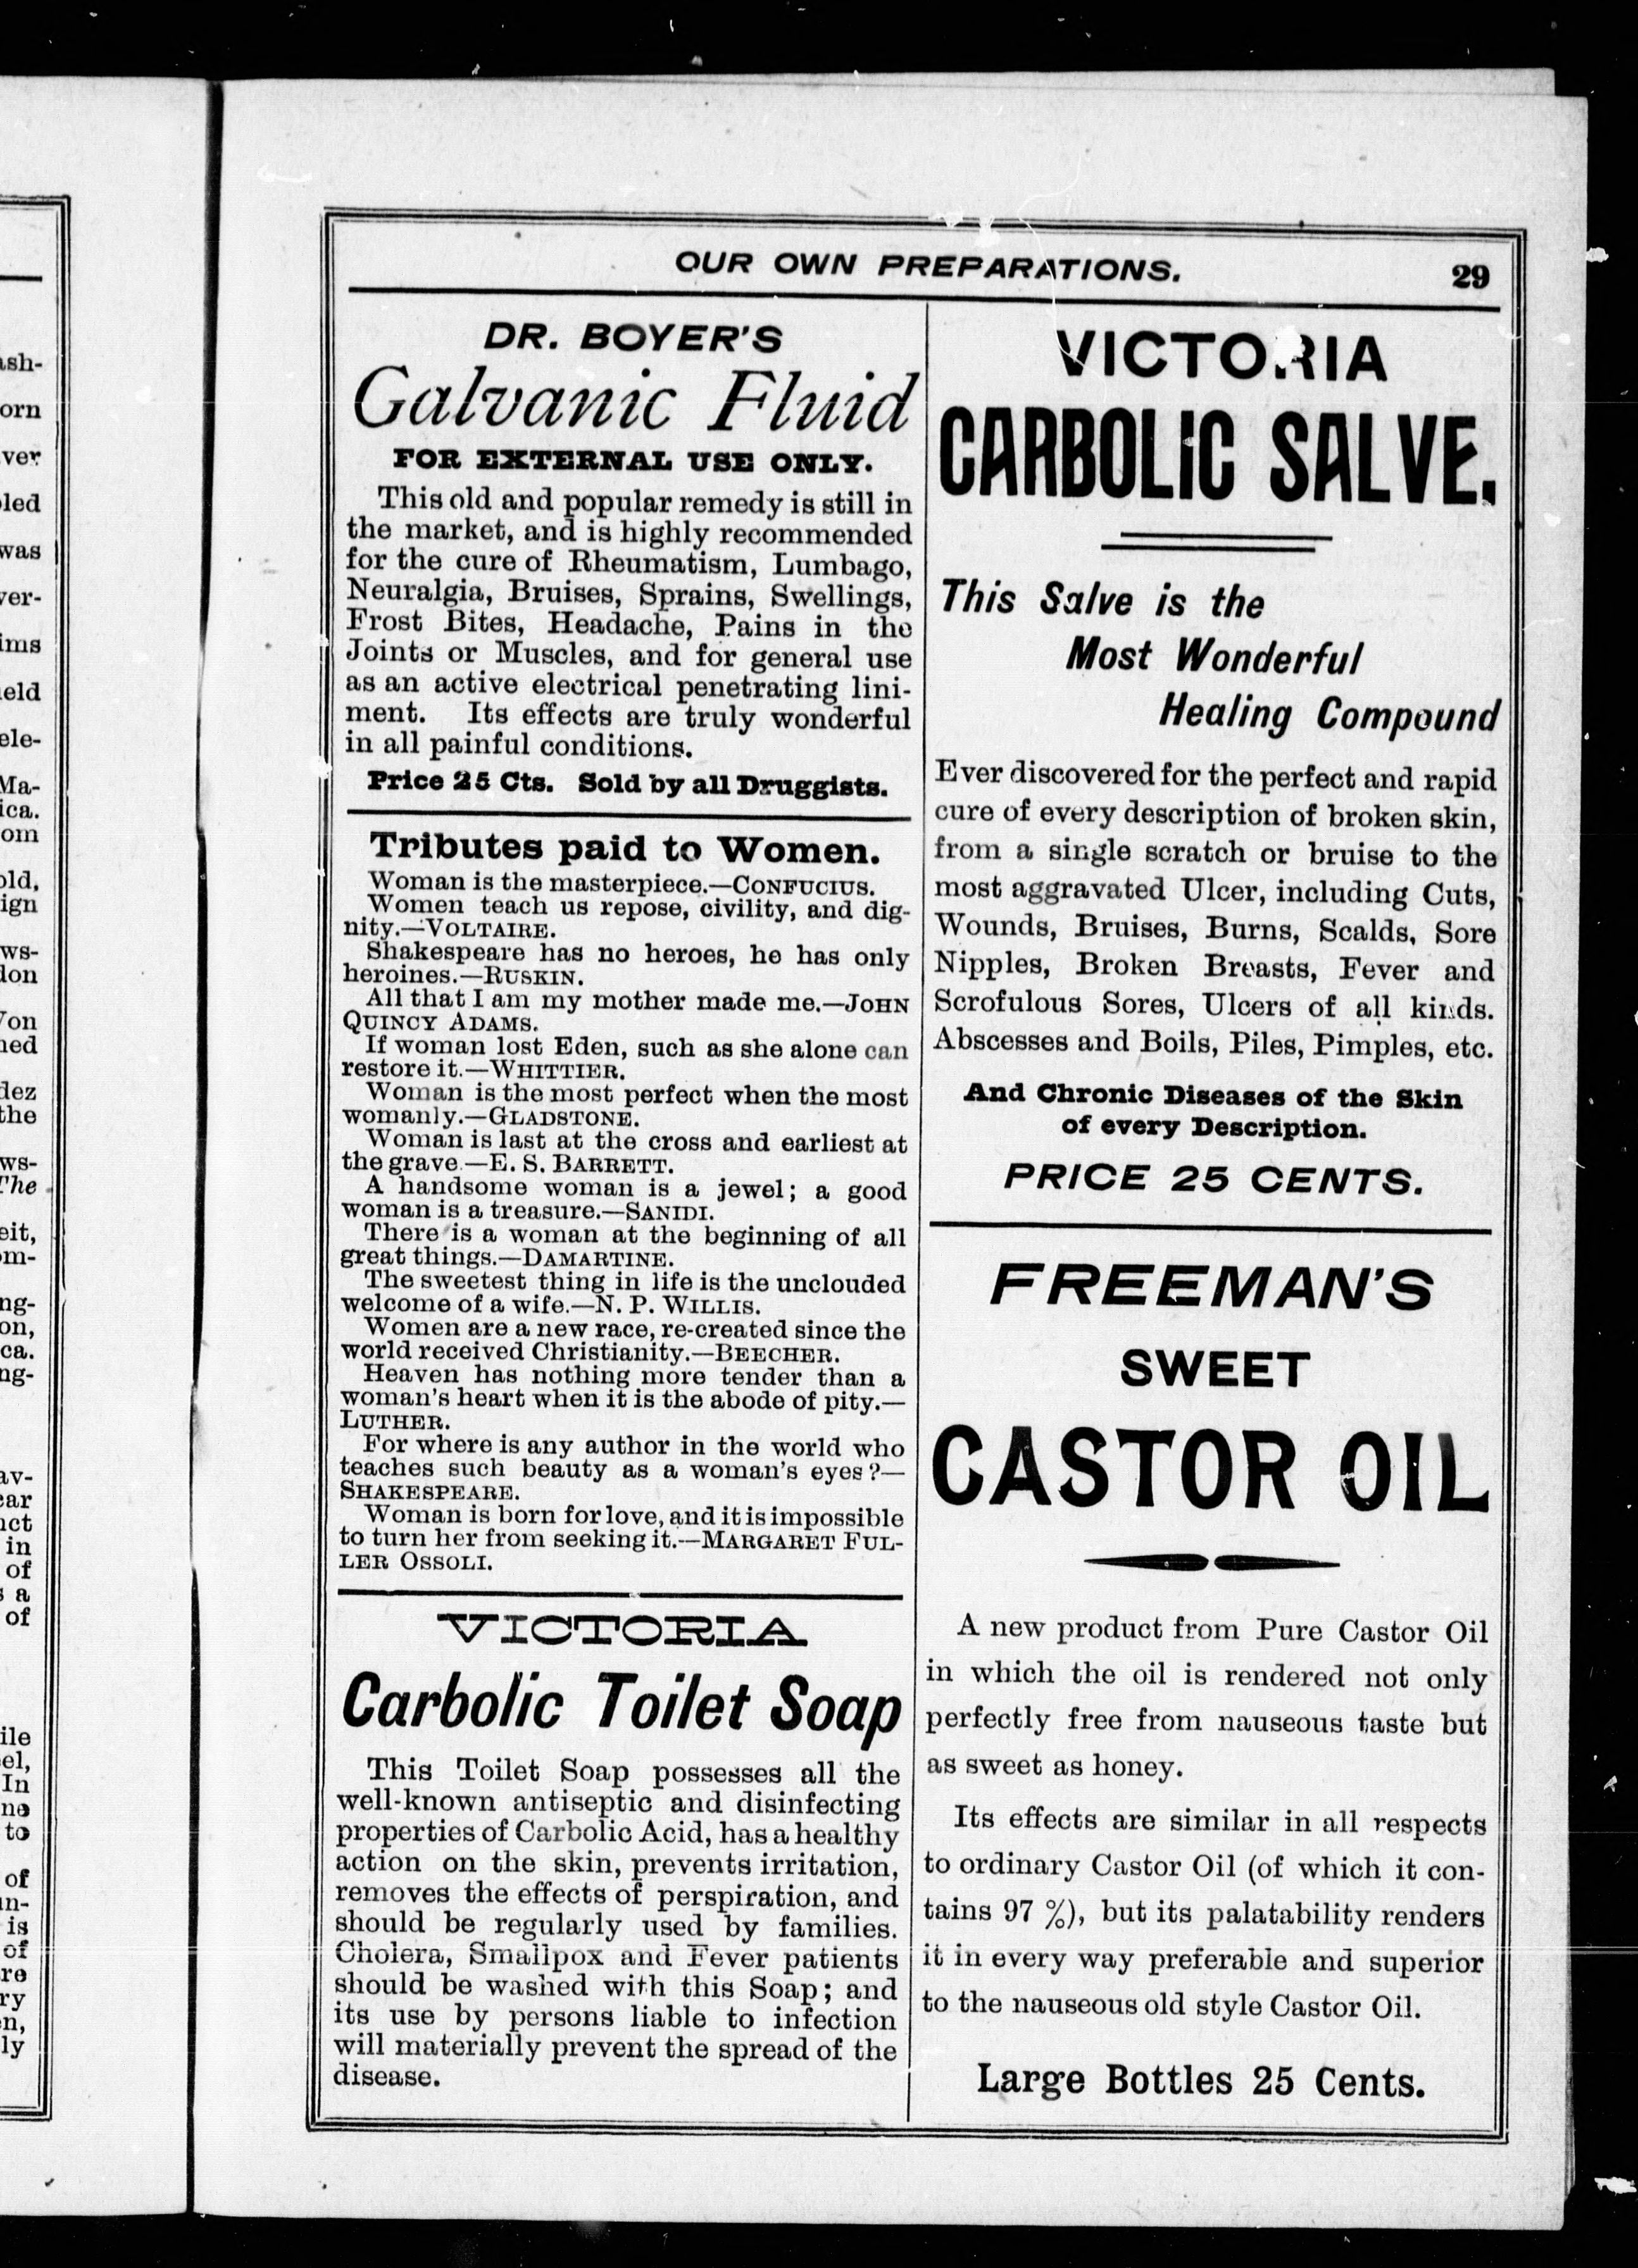 OUR OWN PREPARATIONS.
29
DR. BOYER'S
Galvanic Fluid
FOR EXTERNAL USE ONLY.
This old and popular remedy is still in
the market, and is highly recommended
for the cure of Rheumatism, Lumbago,
Neuralgia, Bruises, Sprains, Swellings,
Frost Bites, Headache, Pains in the
Joints or Muscles, and for general use
as an active electrical penetrating lini-
ment. Its effects are truly wonderful
in all painful conditions.
Price 25 Cts. Sold by all Druggists.
Tributes paid to Women.
Woman is the masterpiece.—CONFUCIUS.
Women teach us repose, civility, and dig-
nity.—VOLTAIRE.
Shakespeare has no heroes, he has only
heroines.—RUSKIN.
All that I am my mother made me.—JOHN
QUINCY ADAMS.
If woman lost Eden, such as she alone can
restore it.—WHITTIER.
Woman is the most perfect when the most
womanly.—GLADSTONE.
Woman is last at the cross and earliest at
the grave.—E. S. BARRETT.
A handsome woman is a jewel; a good
woman is a treasure.—SANIDI.
There is a woman at the beginning of all
great things.—DAMARTINE.
The sweetest thing in life is the unclouded
welcome of a wife.—N. P. WILLIS.
Women are a new race, re-created since the
world received Christianity.—BEECHER.
Heaven has nothing more tender than a
woman's heart when it is the abode of pity.—
LUTHER.
For where is any author in the world who
teaches such beauty as a woman's eyes?—
SHAKESPEARE.
Woman is born for love, and it is impossible
to turn her from seeking it.—MARGARET FUL-
LER OSSOLI.
VICTORIA
Carbolic Toilet Soap
This Toilet Soap possesses all the
well-known antiseptic and disinfecting
properties of Carbolic Acid, has a healthy
action on the skin, prevents irritation,
removes the effects of perspiration, and
should be regularly used by families.
Cholera, Smallpox and Fever patients
should be washed with this Soap; and
its use by persons liable to infection
will materially prevent the spread of the
disease.
VICTORIA
CARBOLIC SALVE.
This Salve is the
Most Wonderful
Healing Compound
Ever discovered for the perfect and rapid
cure of every description of broken skin,
from a single scratch or bruise to the
most aggravated Ulcer, including Cuts,
Wounds, Bruises, Burns, Scalds, Sore
Nipples, Broken Breasts, Fever and
Scrofulous Sores, Ulcers of all kinds.
Abscesses and Boils, Piles, Pimples, etc.
And Chronic Diseases of the Skin
of every Description.
PRICE 25 CENTS.
FREEMAN'S
SWEET
CASTOR OIL
A new product from Pure Castor Oil
in which the oil is rendered not only
perfectly free from nauseous taste but
as sweet as honey.
Its effects are similar in all respects
to ordinary Castor Oil (of which it con-
tains 97 %), but its palatability renders
it in every way preferable and superior
to the nauseous old style Castor Oil.
Large Bottles 25 Cents.